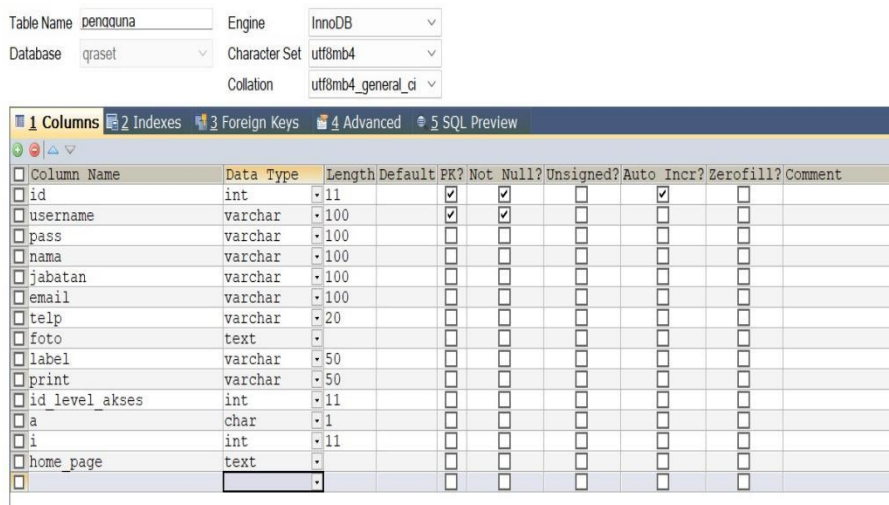 Table Name pengguna Engine InnoDB
Database qraset Character Set utf8mb4
Collation utf8mb4_general_ci
1 Columns 2 Indexes 3 Foreign Keys 4 Advanced 5 SQL Preview
Column Name Data Type Length Default PK? Not Null? Unsigned? Auto Incr? Zerofill? Comment
id int 11
username varchar 100
pass varchar 100
nama varchar 100
jabatan varchar 100
email varchar 100
telp varchar 20
foto text
label varchar 50
print varchar 50
id_level_akses int 11
a char 1
i int 11
home_page text